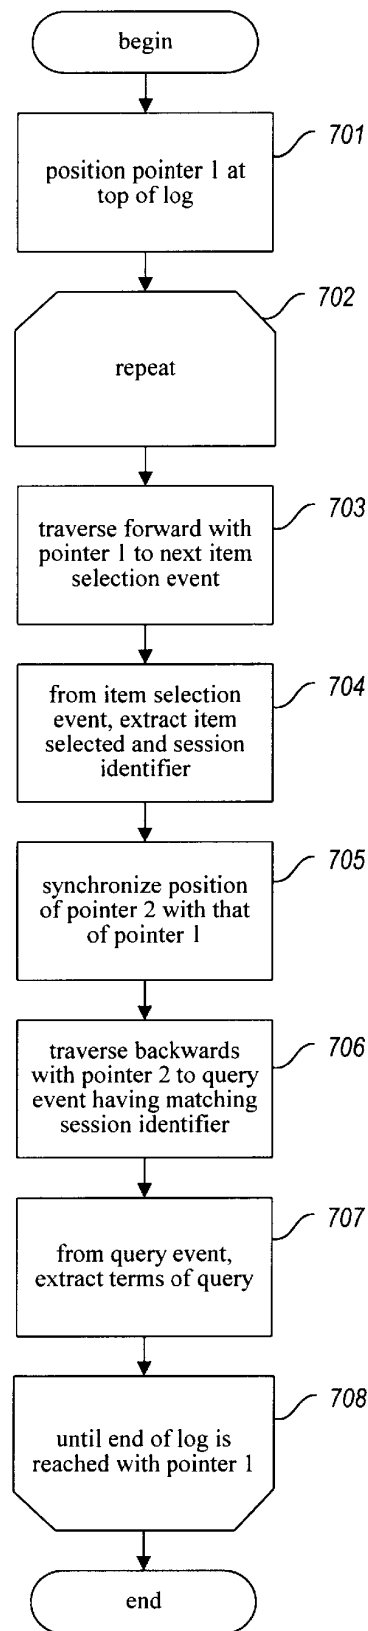 begin
701
position pointer 1 at
top of log
702
repeat
703
traverse forward with
pointer 1 to next item
selection event
704
from item selection
event, extract item
selected and session
identifier
705
synchronize position
of pointer 2 with that
of pointer 1
706
traverse backwards
with pointer 2 to query
event having matching
session identifier
707
from query event,
extract terms of query
708
until end of log is
reached with pointer 1
end